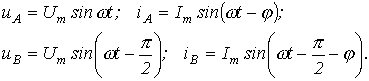 u_A = U_m sin ωt; i_A = I_m sin(ωt − φ);
u_B = U_m sin(ωt − π/2); i_B = I_m sin(ωt − π/2 − φ).